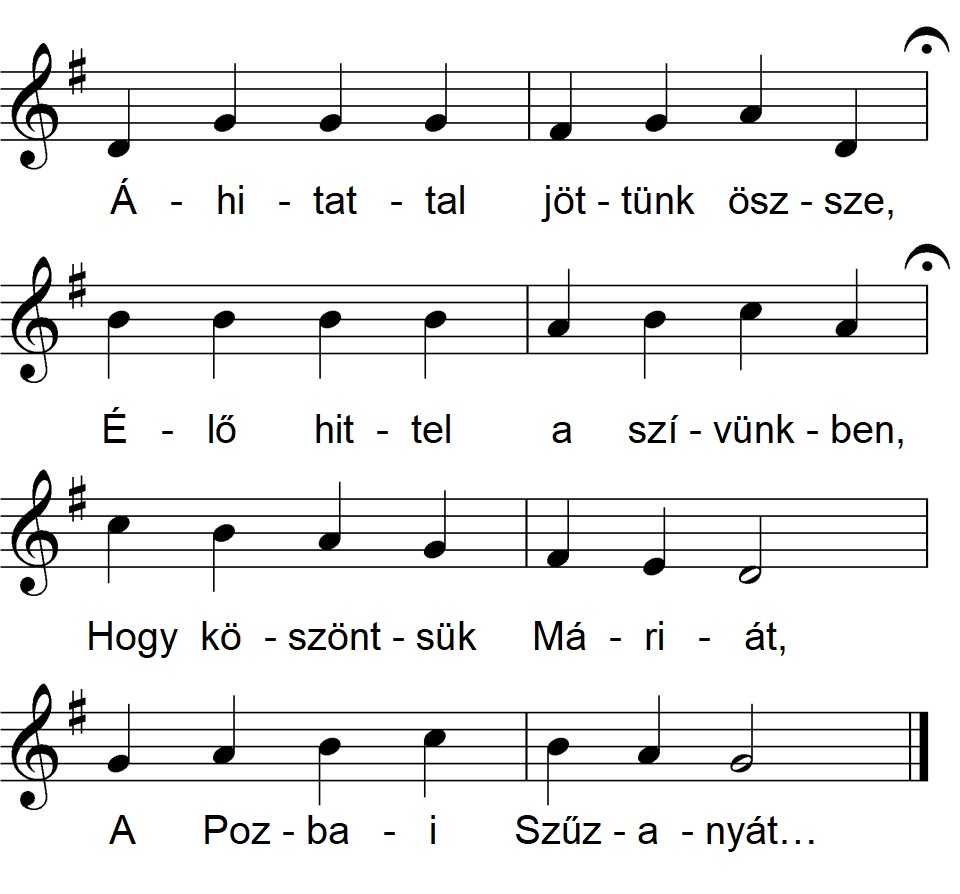 Á - hi - tat - tal jöt - tünk ösz - sze,
É - lő hit - tel a szí - vünk - ben,
Hogy kö - szönt - sük Má - ri - át,
A Poz - ba - i Szűz - a - nyát…